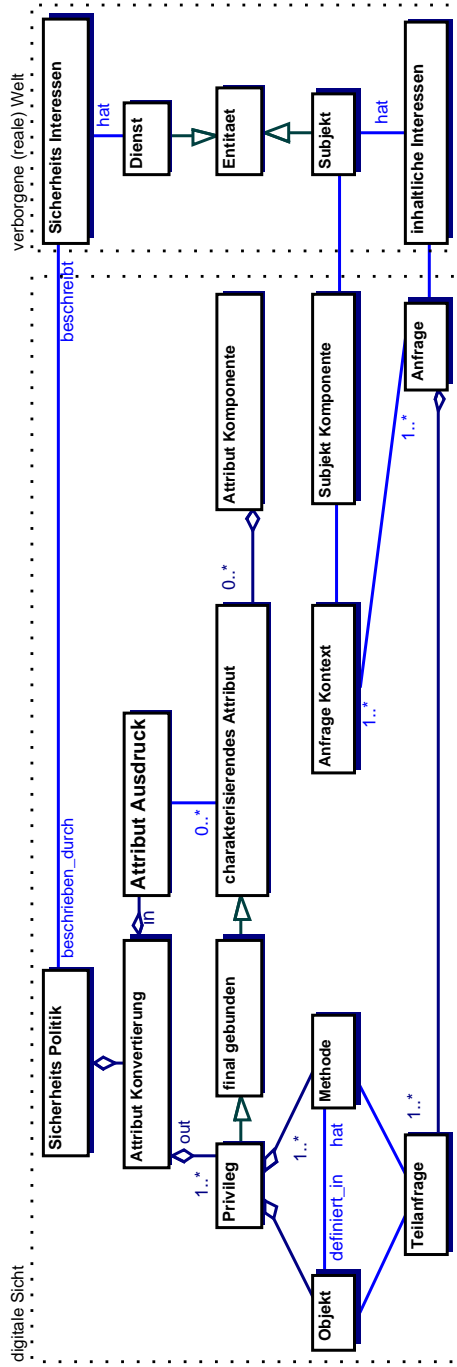 digitale Sicht
verborgene (reale) Welt
Sicherheits Politik
beschrieben_durch
beschreibt
Sicherheits Interessen
hat
Attribut Konvertierung
in
Attribut Ausdruck
Dienst
out
1..*
0..*
0..*
Privileg
final gebunden
charakterisierendes Attribut
Attribut Komponente
Entitaet
1..*
Objekt
definiert_in
hat
Methode
Anfrage Kontext
Subjekt Komponente
Subjekt
1..*
1..*
hat
1..*
Teilanfrage
Anfrage
inhaltliche Interessen